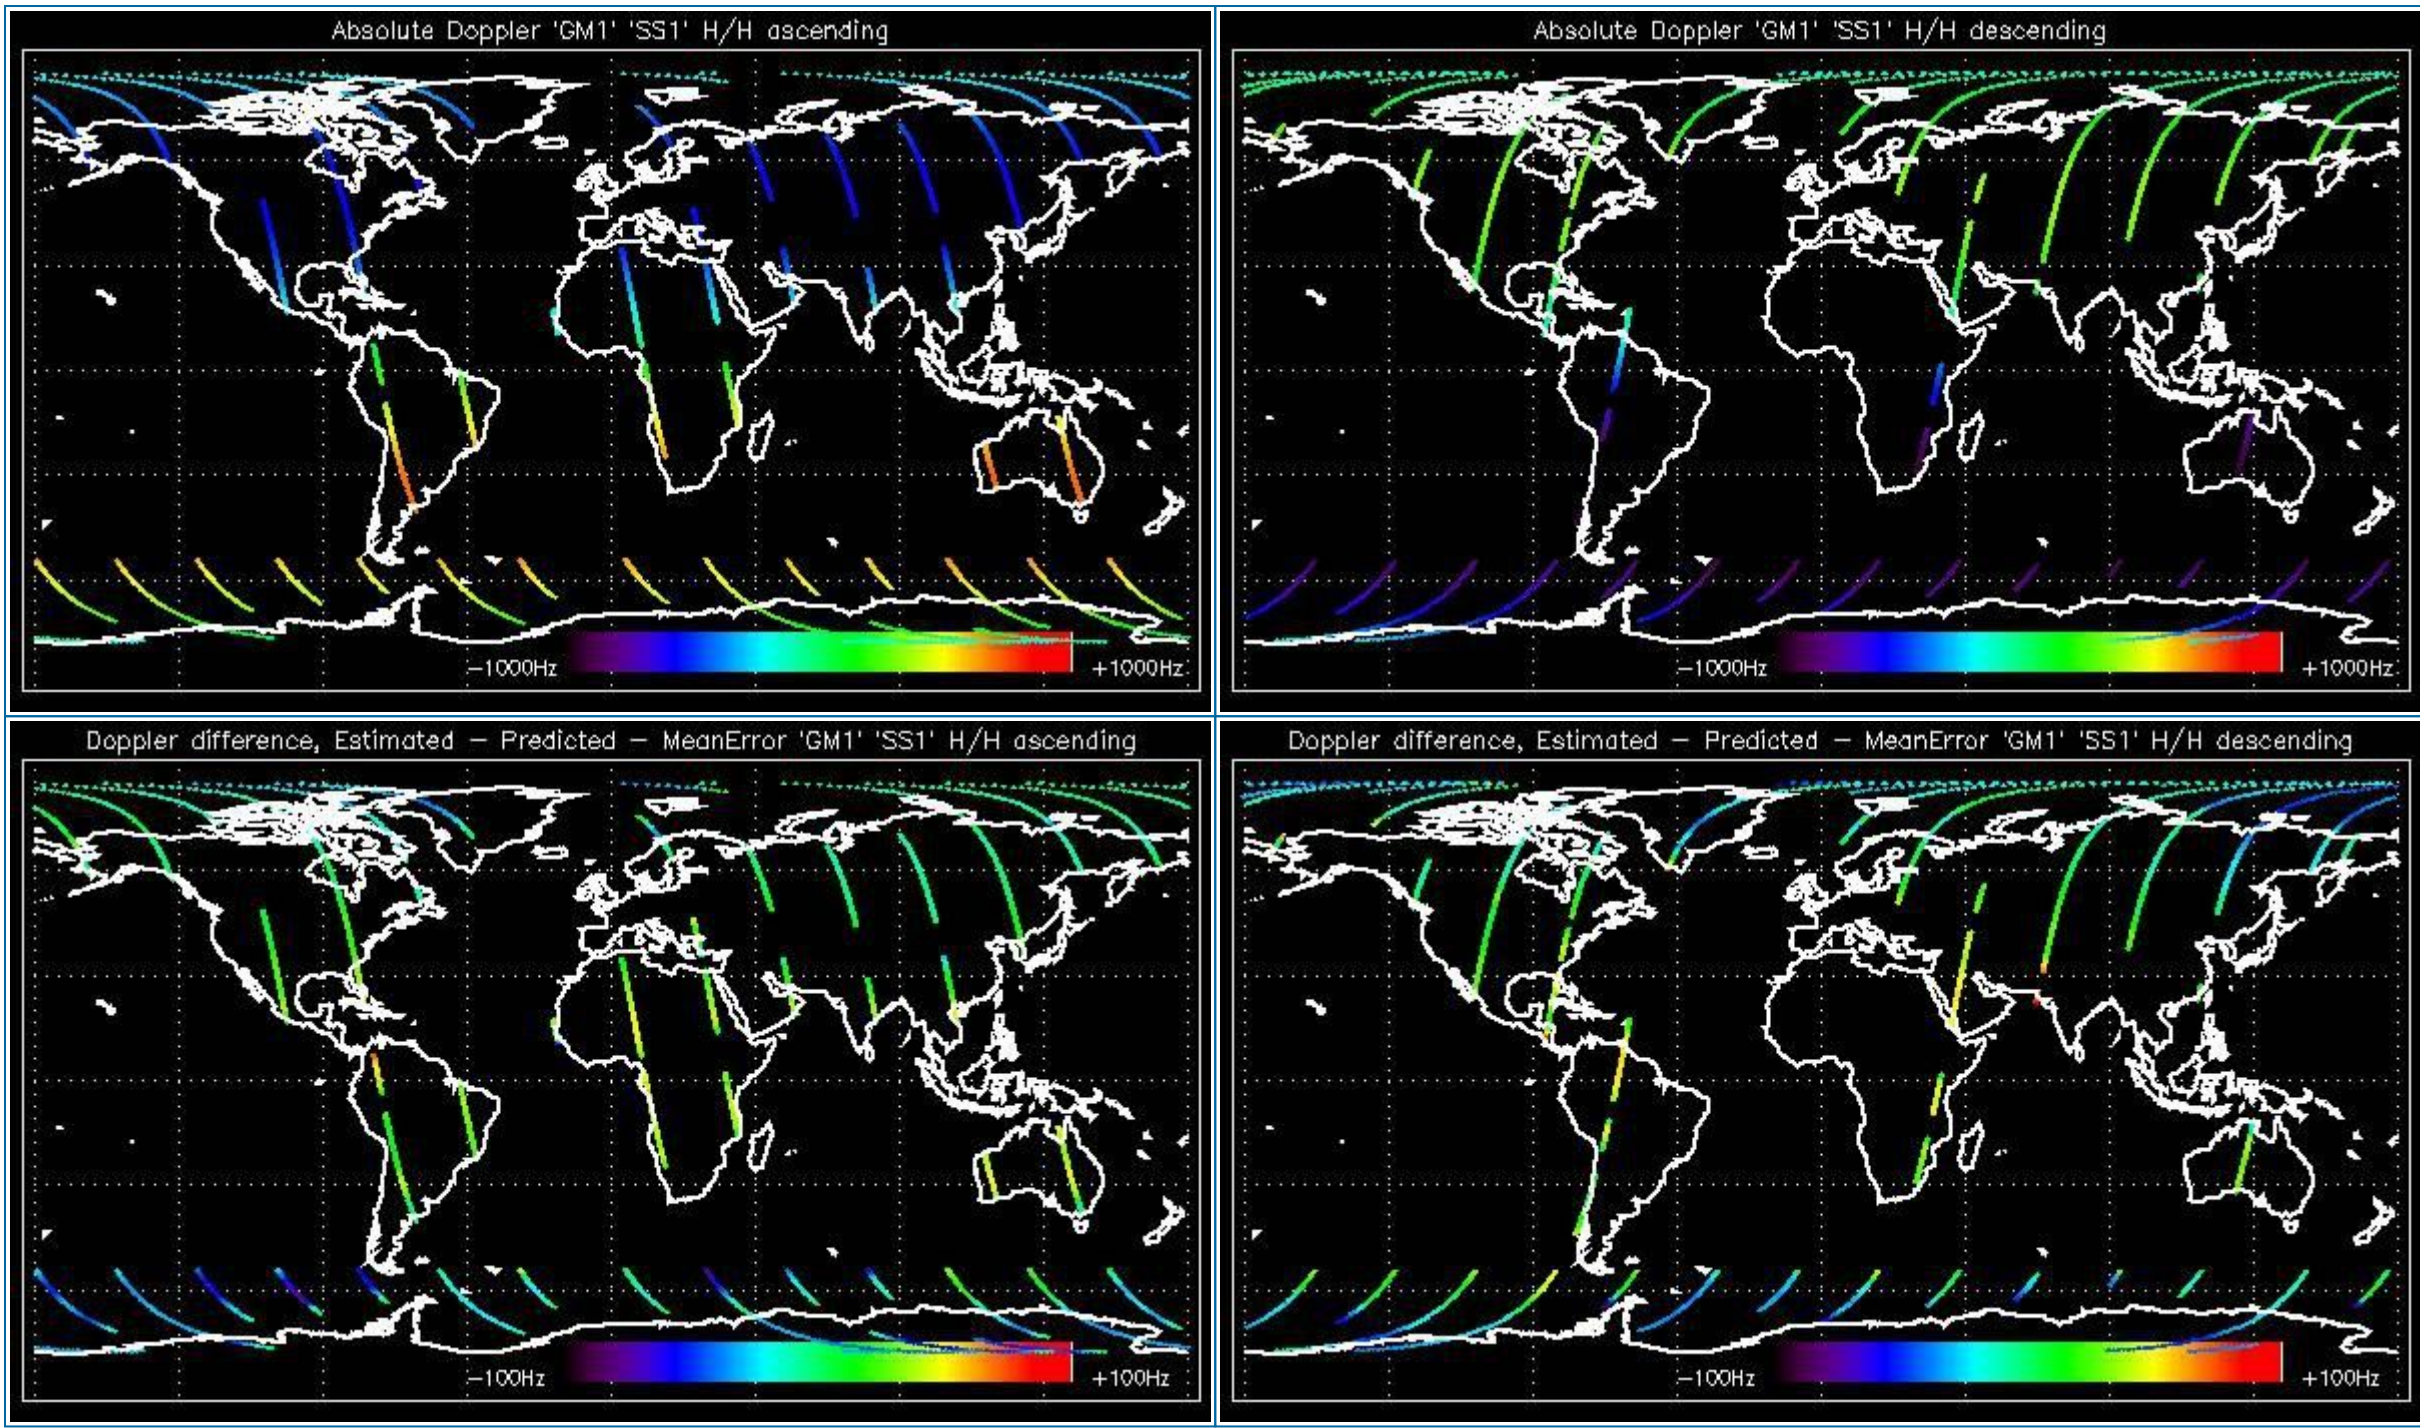 Absolute Doppler 'GM1' 'SS1' H/H ascending
−1000Hz
+1000Hz
Absolute Doppler 'GM1' 'SS1' H/H descending
−1000Hz
+1000Hz
Doppler difference, Estimated − Predicted − MeanError 'GM1' 'SS1' H/H ascending
−100Hz
+100Hz
Doppler difference, Estimated − Predicted − MeanError 'GM1' 'SS1' H/H descending
−100Hz
+100Hz